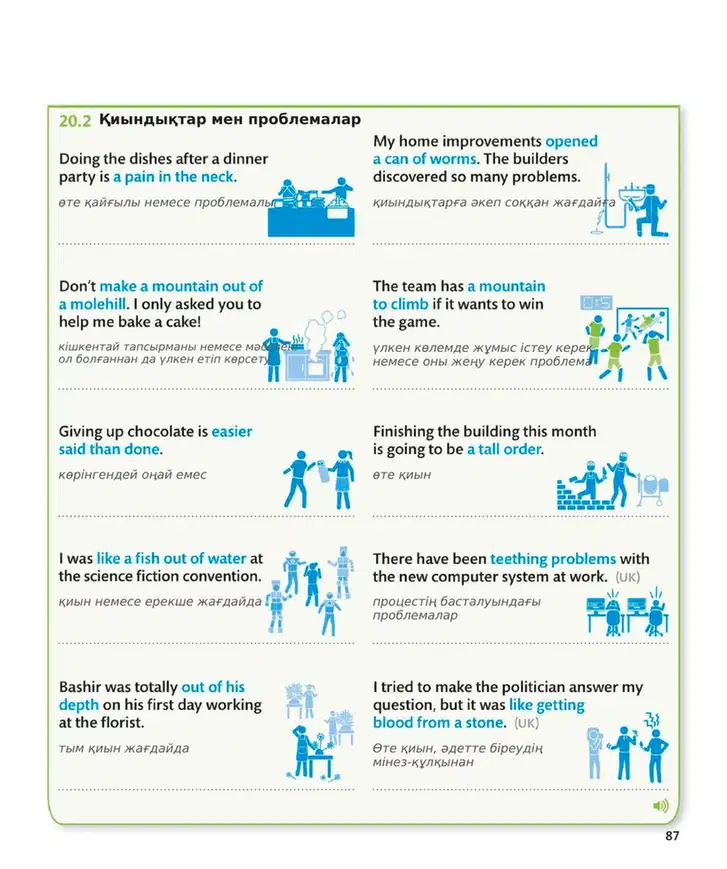 20.2 Қиындықтар мен проблемалар
Doing the dishes after a dinner
party is a pain in the neck.
өте қайғылы немесе проблемалы
My home improvements opened
a can of worms. The builders
discovered so many problems.
қиындықтарға әкеп соққан жағдайға
Don't make a mountain out of
a molehill. I only asked you to
help me bake a cake!
кішкентай тапсырманы немесе мәселені
ол болғаннан да үлкен етіп көрсету
The team has a mountain
to climb if it wants to win
the game.
үлкен көлемде жұмыс істеу керек
немесе оны жеңу керек проблема
0:5
Giving up chocolate is easier
said than done.
көрінгендей оңай емес
Finishing the building this month
is going to be a tall order.
өте қиын
I was like a fish out of water at
the science fiction convention.
қиын немесе ерекше жағдайда
There have been teething problems with
the new computer system at work. (UK)
процестің басталуындағы
проблемалар
Bashir was totally out of his
depth on his first day working
at the florist.
тым қиын жағдайда
I tried to make the politician answer my
question, but it was like getting
blood from a stone. (UK)
Өте қиын, әдетте біреудің
мінез-құлқынан
87